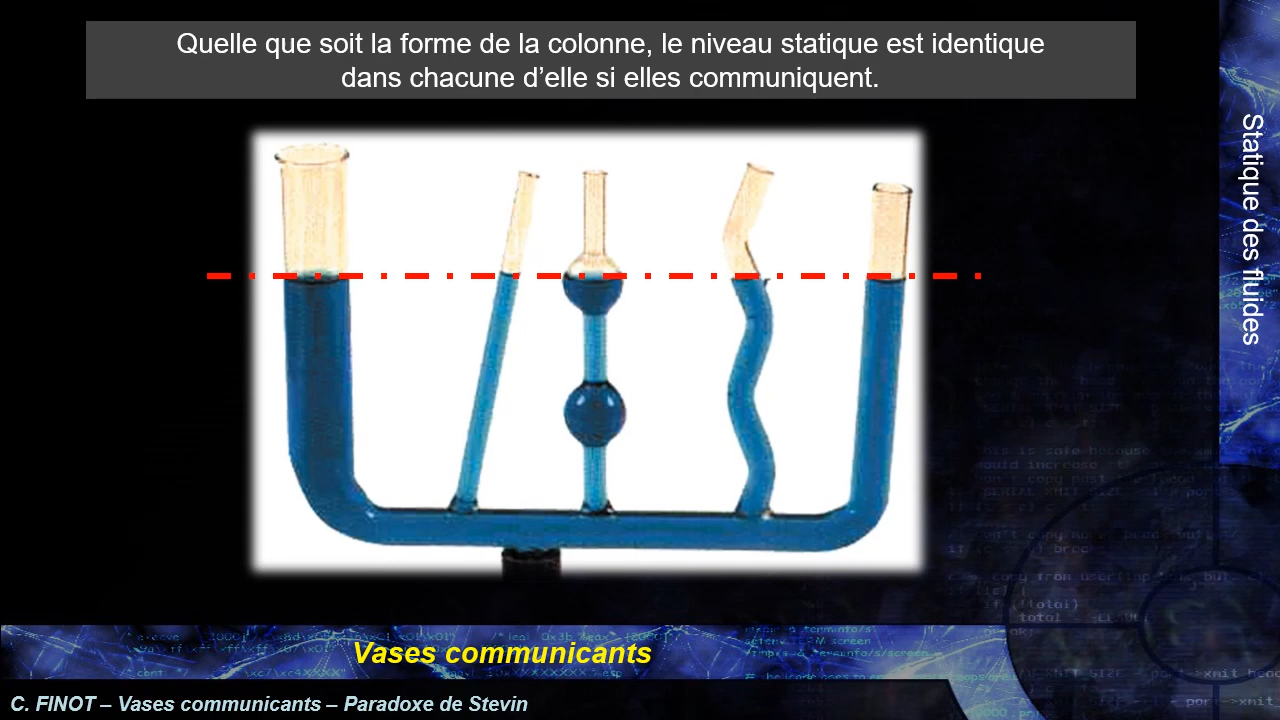 Quelle que soit la forme de la colonne, le niveau statique est identique
dans chacune d’elle si elles communiquent.
Statique des fluides
Vases communicants
C. FINOT – Vases communicants – Paradoxe de Stevin